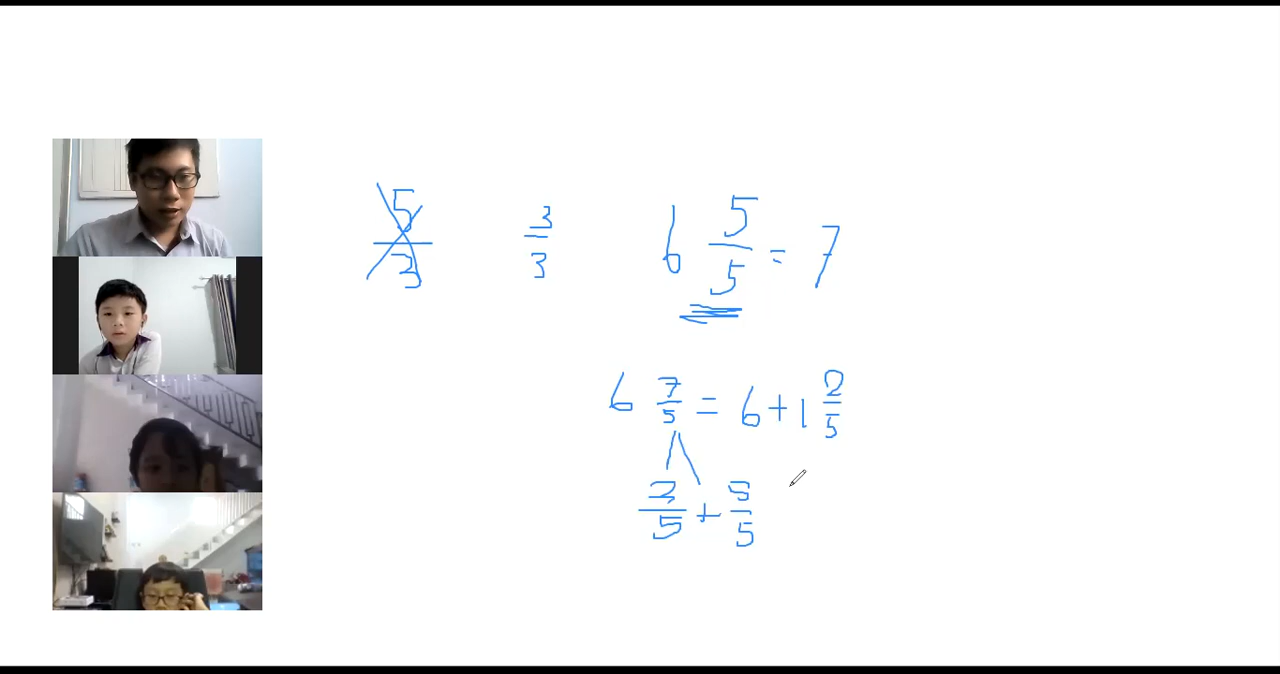 5/3 3/3 6 5/5 = 7
6 7/5 = 6 + 1 2/5
2/5 + 5/5